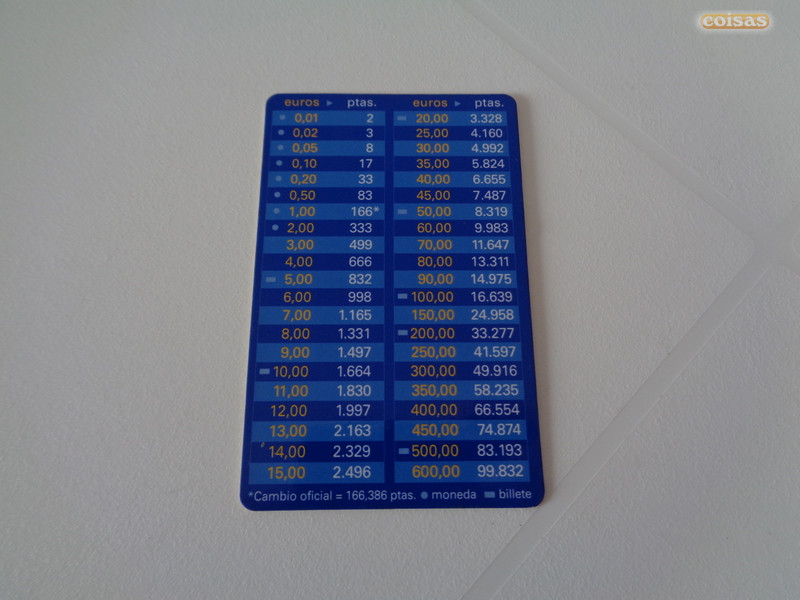 coisas
euros ► ptas. euros ► ptas.
0,01 2 20,00 3.328
0,02 3 25,00 4.160
0,05 8 30,00 4.992
0,10 17 35,00 5.824
0,20 33 40,00 6.655
0,50 83 45,00 7.487
1,00 166* 50,00 8.319
2,00 333 60,00 9.983
3,00 499 70,00 11.647
4,00 666 80,00 13.311
5,00 832 90,00 14.975
6,00 998 100,00 16.639
7,00 1.165 150,00 24.958
8,00 1.331 200,00 33.277
9,00 1.497 250,00 41.597
10,00 1.664 300,00 49.916
11,00 1.830 350,00 58.235
12,00 1.997 400,00 66.554
13,00 2.163 450,00 74.874
14,00 2.329 500,00 83.193
15,00 2.496 600,00 99.832
*Cambio oficial = 166,386 ptas. moneda billete